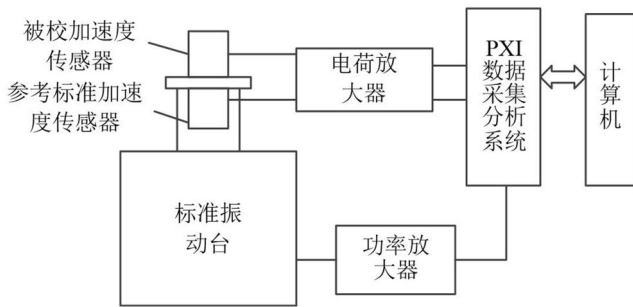 被校加速度
传感器
参考标准加速
度传感器
电荷放
大器
PXI
数据
采集
分析
系统
计
算
机
标准振
动台
功率放
大器